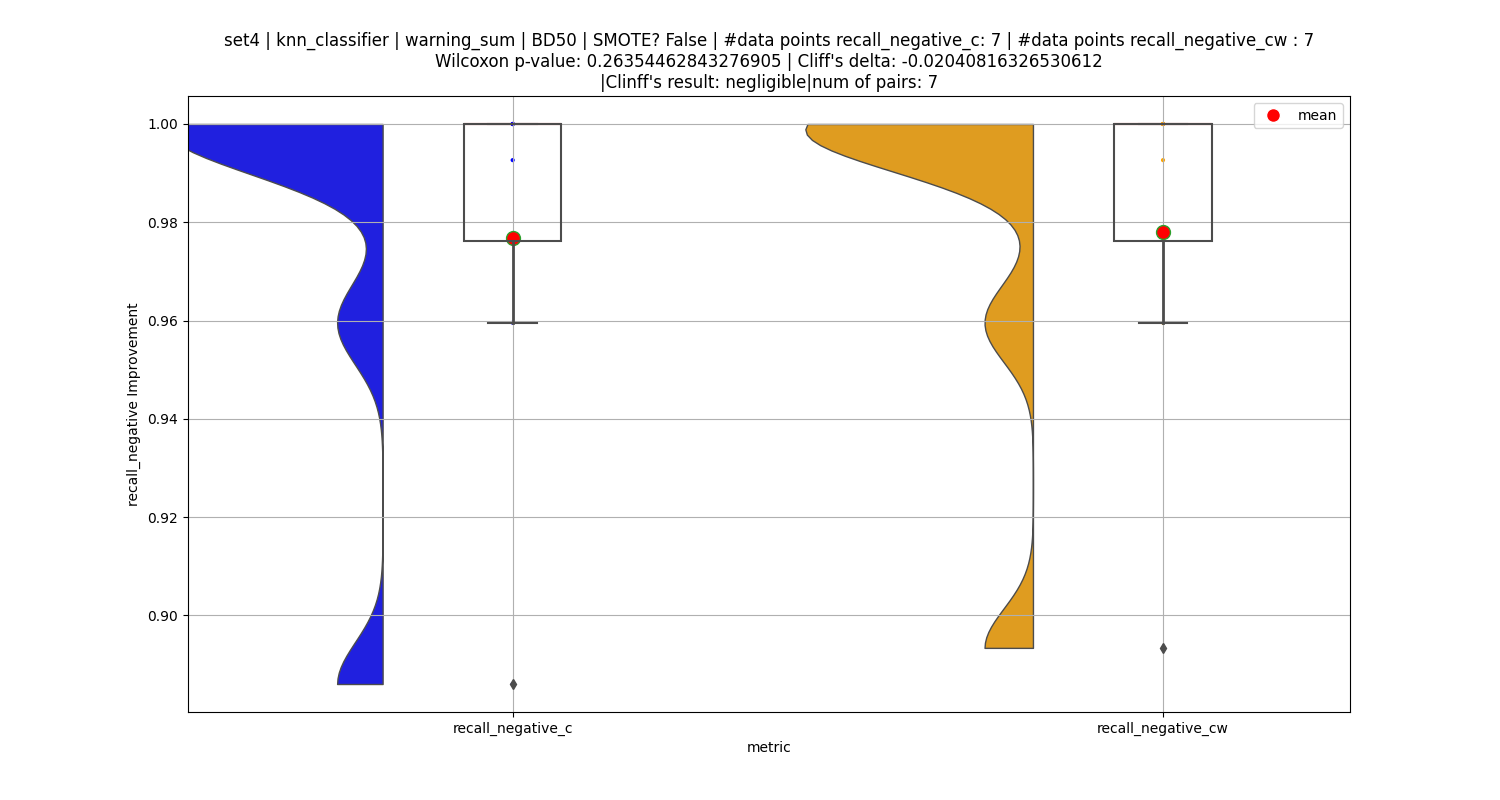 set4 | knn_classifier | warning_sum | BD50 | SMOTE? False | #data points recall_negative_c: 7 | #data points recall_negative_cw : 7
Wilcoxon p-value: 0.26354462843276905 | Cliff's delta: -0.02040816326530612
|Clinff's result: negligible|num of pairs: 7
mean
1.00
0.98
0.96
0.94
0.92
0.90
recall_negative Improvement
recall_negative_c
recall_negative_cw
metric